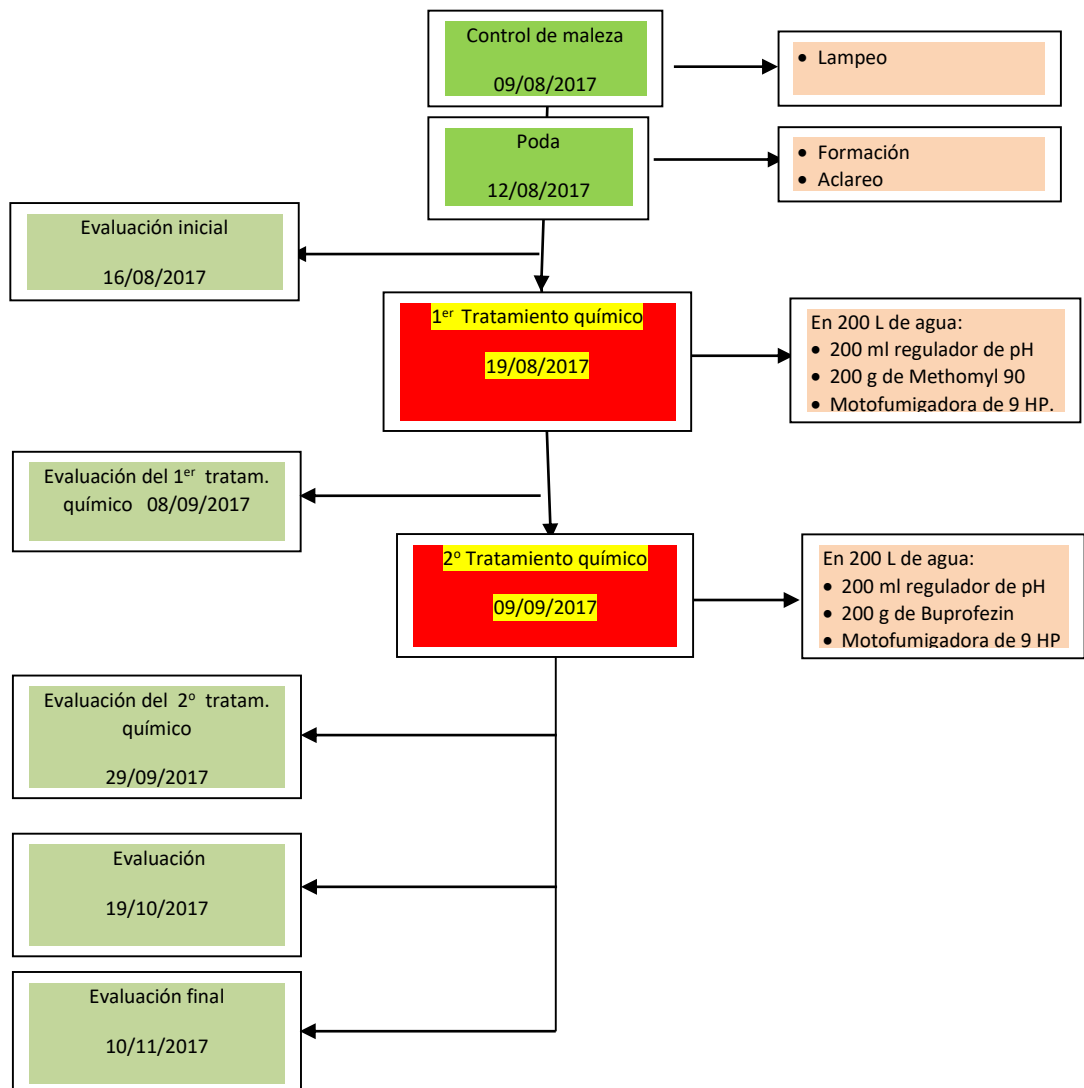 Control de maleza
09/08/2017
• Lampeo
Poda
12/08/2017
• Formación
• Aclareo
Evaluación inicial
16/08/2017
1er Tratamiento químico
19/08/2017
En 200 L de agua:
• 200 ml regulador de pH
• 200 g de Methomyl 90
• Motofumigadora de 9 HP.
Evaluación del 1er tratam.
químico 08/09/2017
2o Tratamiento químico
09/09/2017
En 200 L de agua:
• 200 ml regulador de pH
• 200 g de Buprofezin
• Motofumigadora de 9 HP
Evaluación del 2o tratam.
químico
29/09/2017
Evaluación
19/10/2017
Evaluación final
10/11/2017